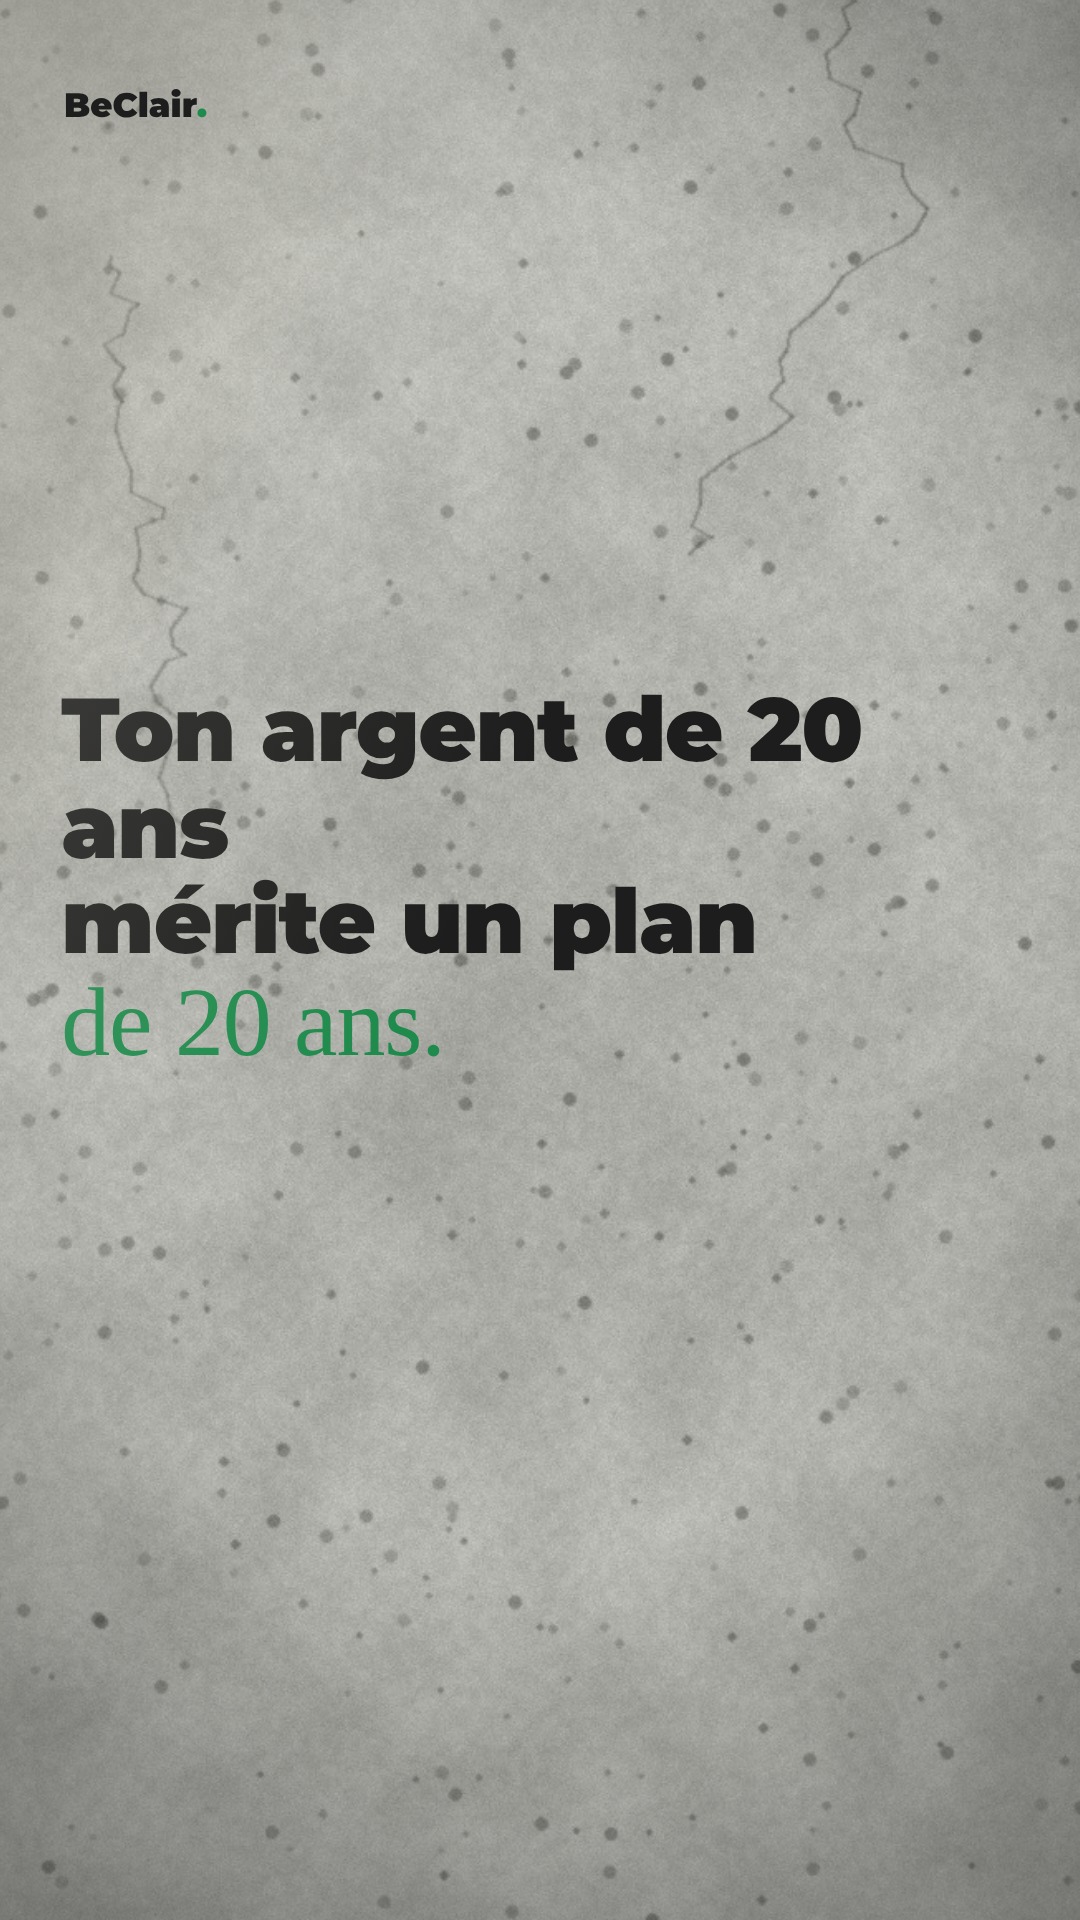 BeClair.
Ton argent de 20
ans
mérite un plan
de 20 ans.